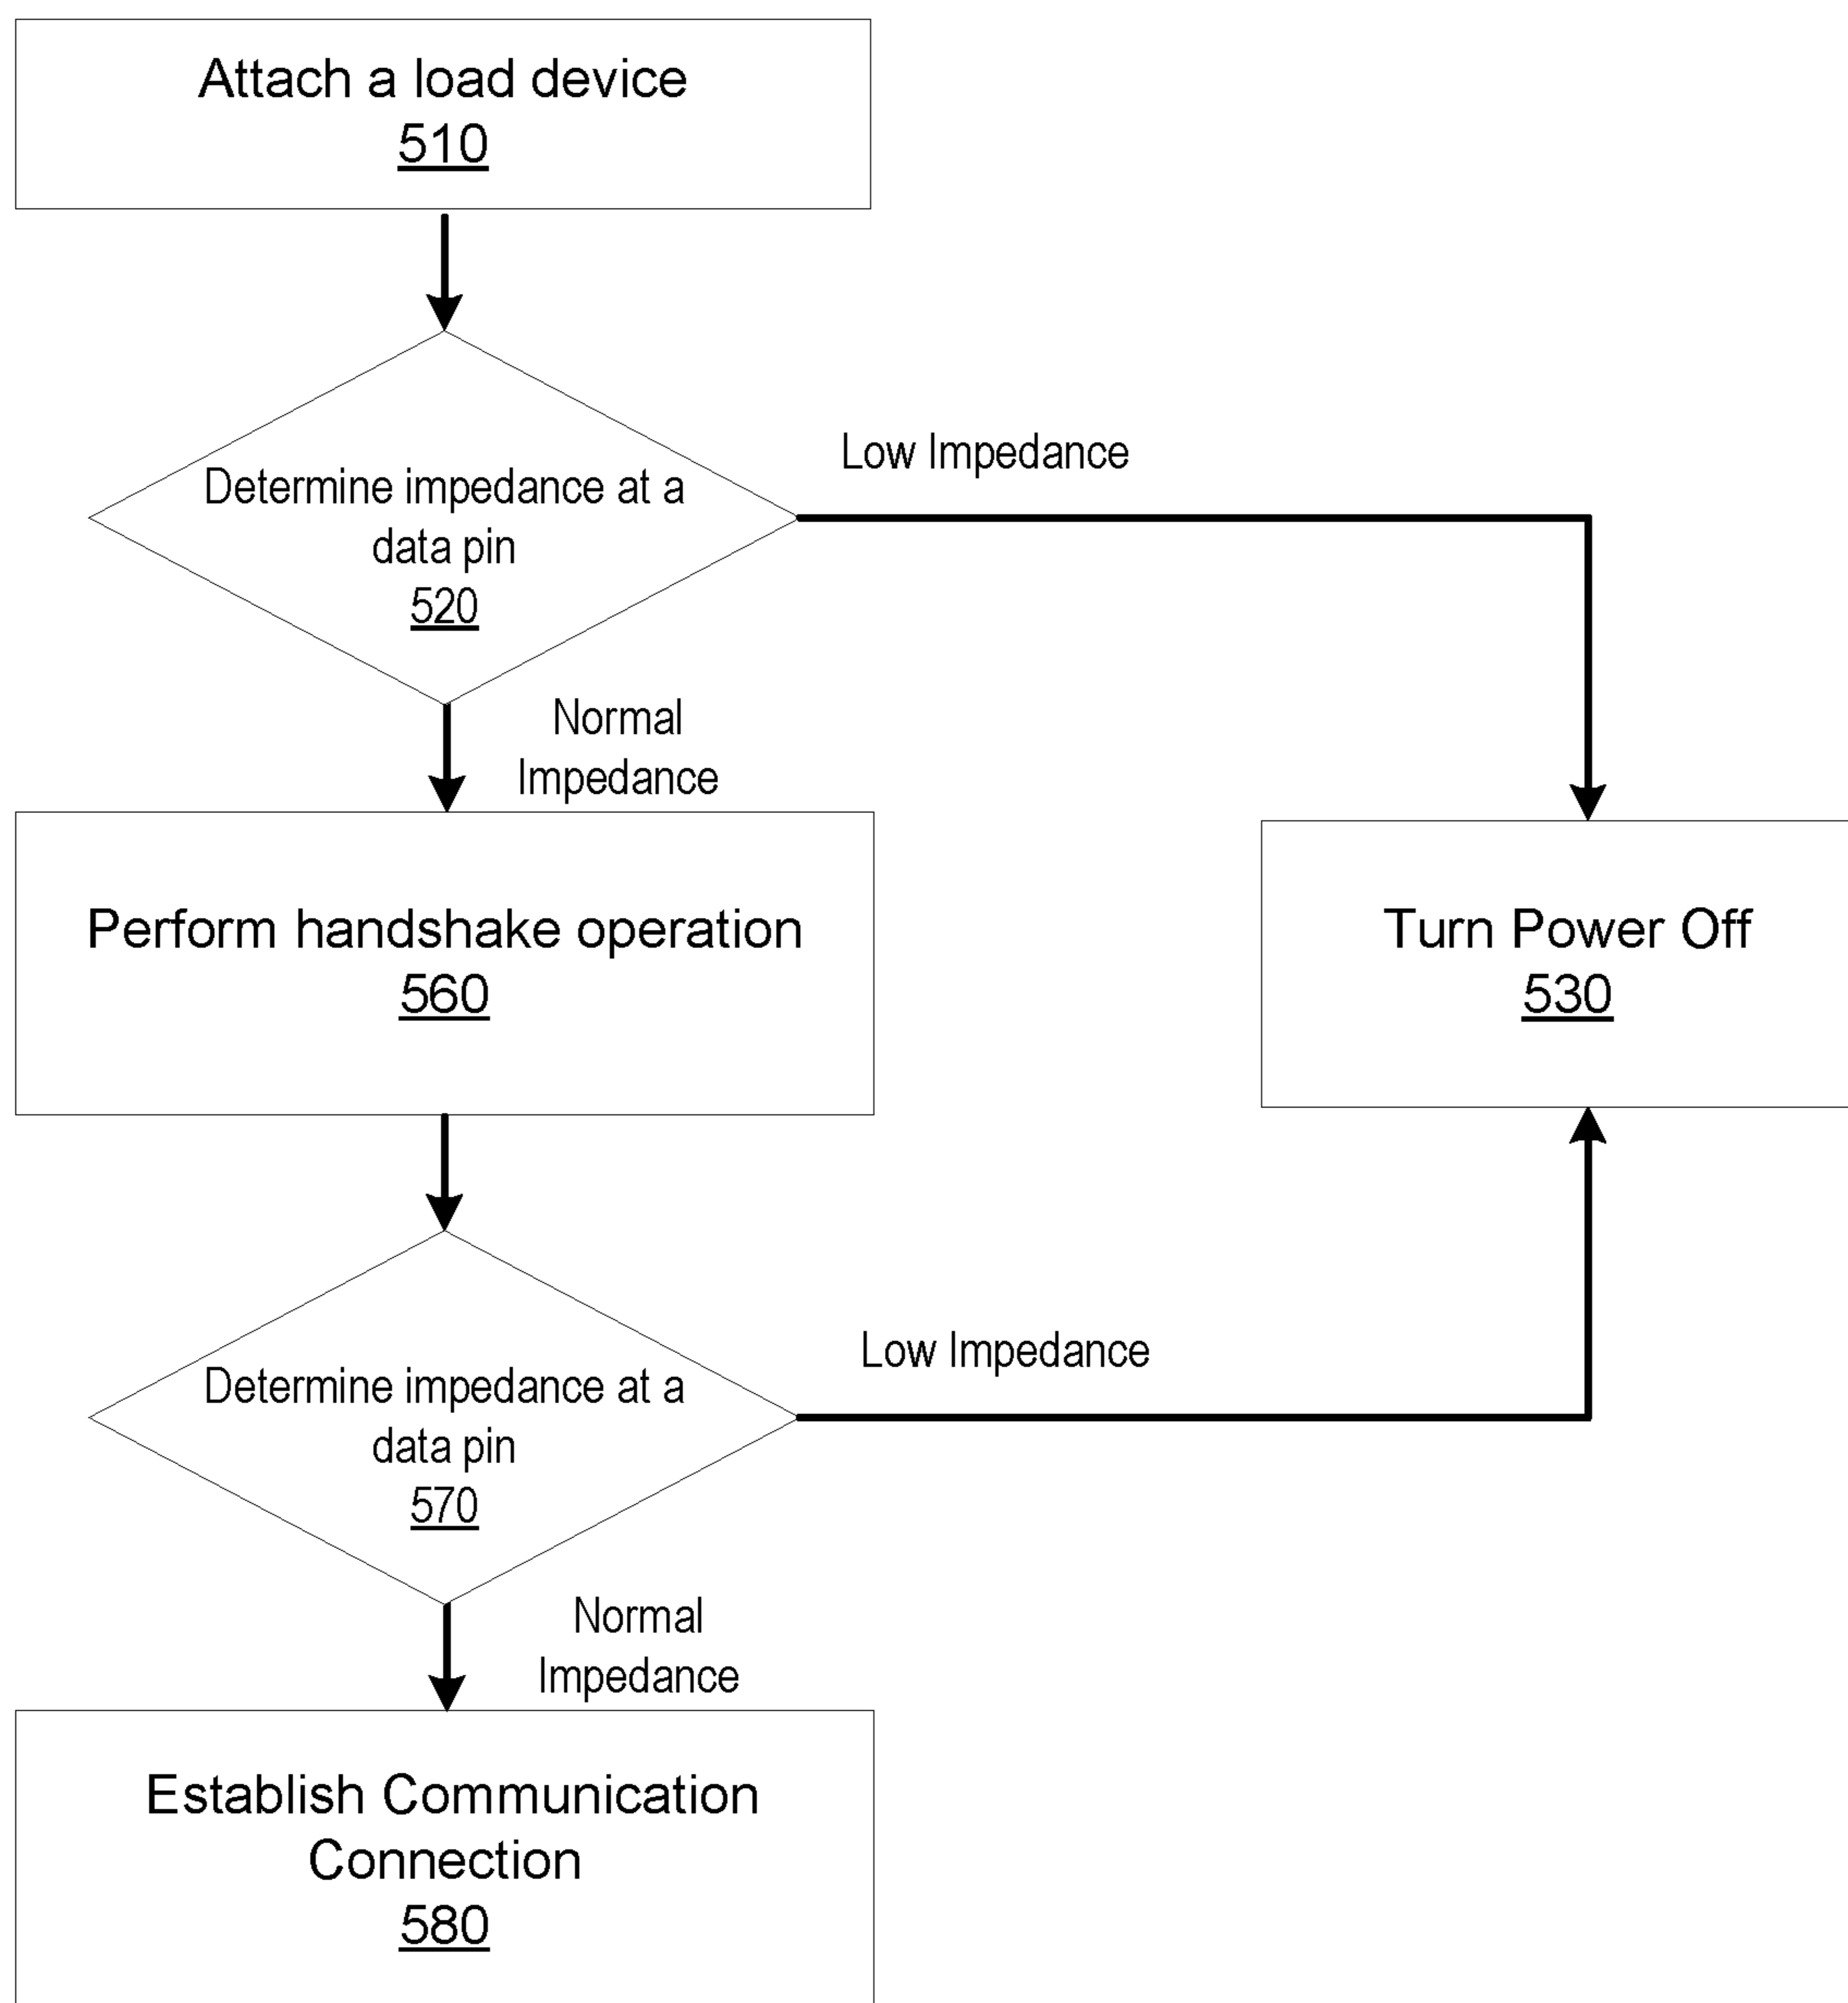 Attach a load device
510
Low Impedance
Determine impedance at a
data pin
520
Normal
Impedance
Perform handshake operation
560
Turn Power Off
530
Low Impedance
Determine impedance at a
data pin
570
Normal
Impedance
Establish Communication
Connection
580